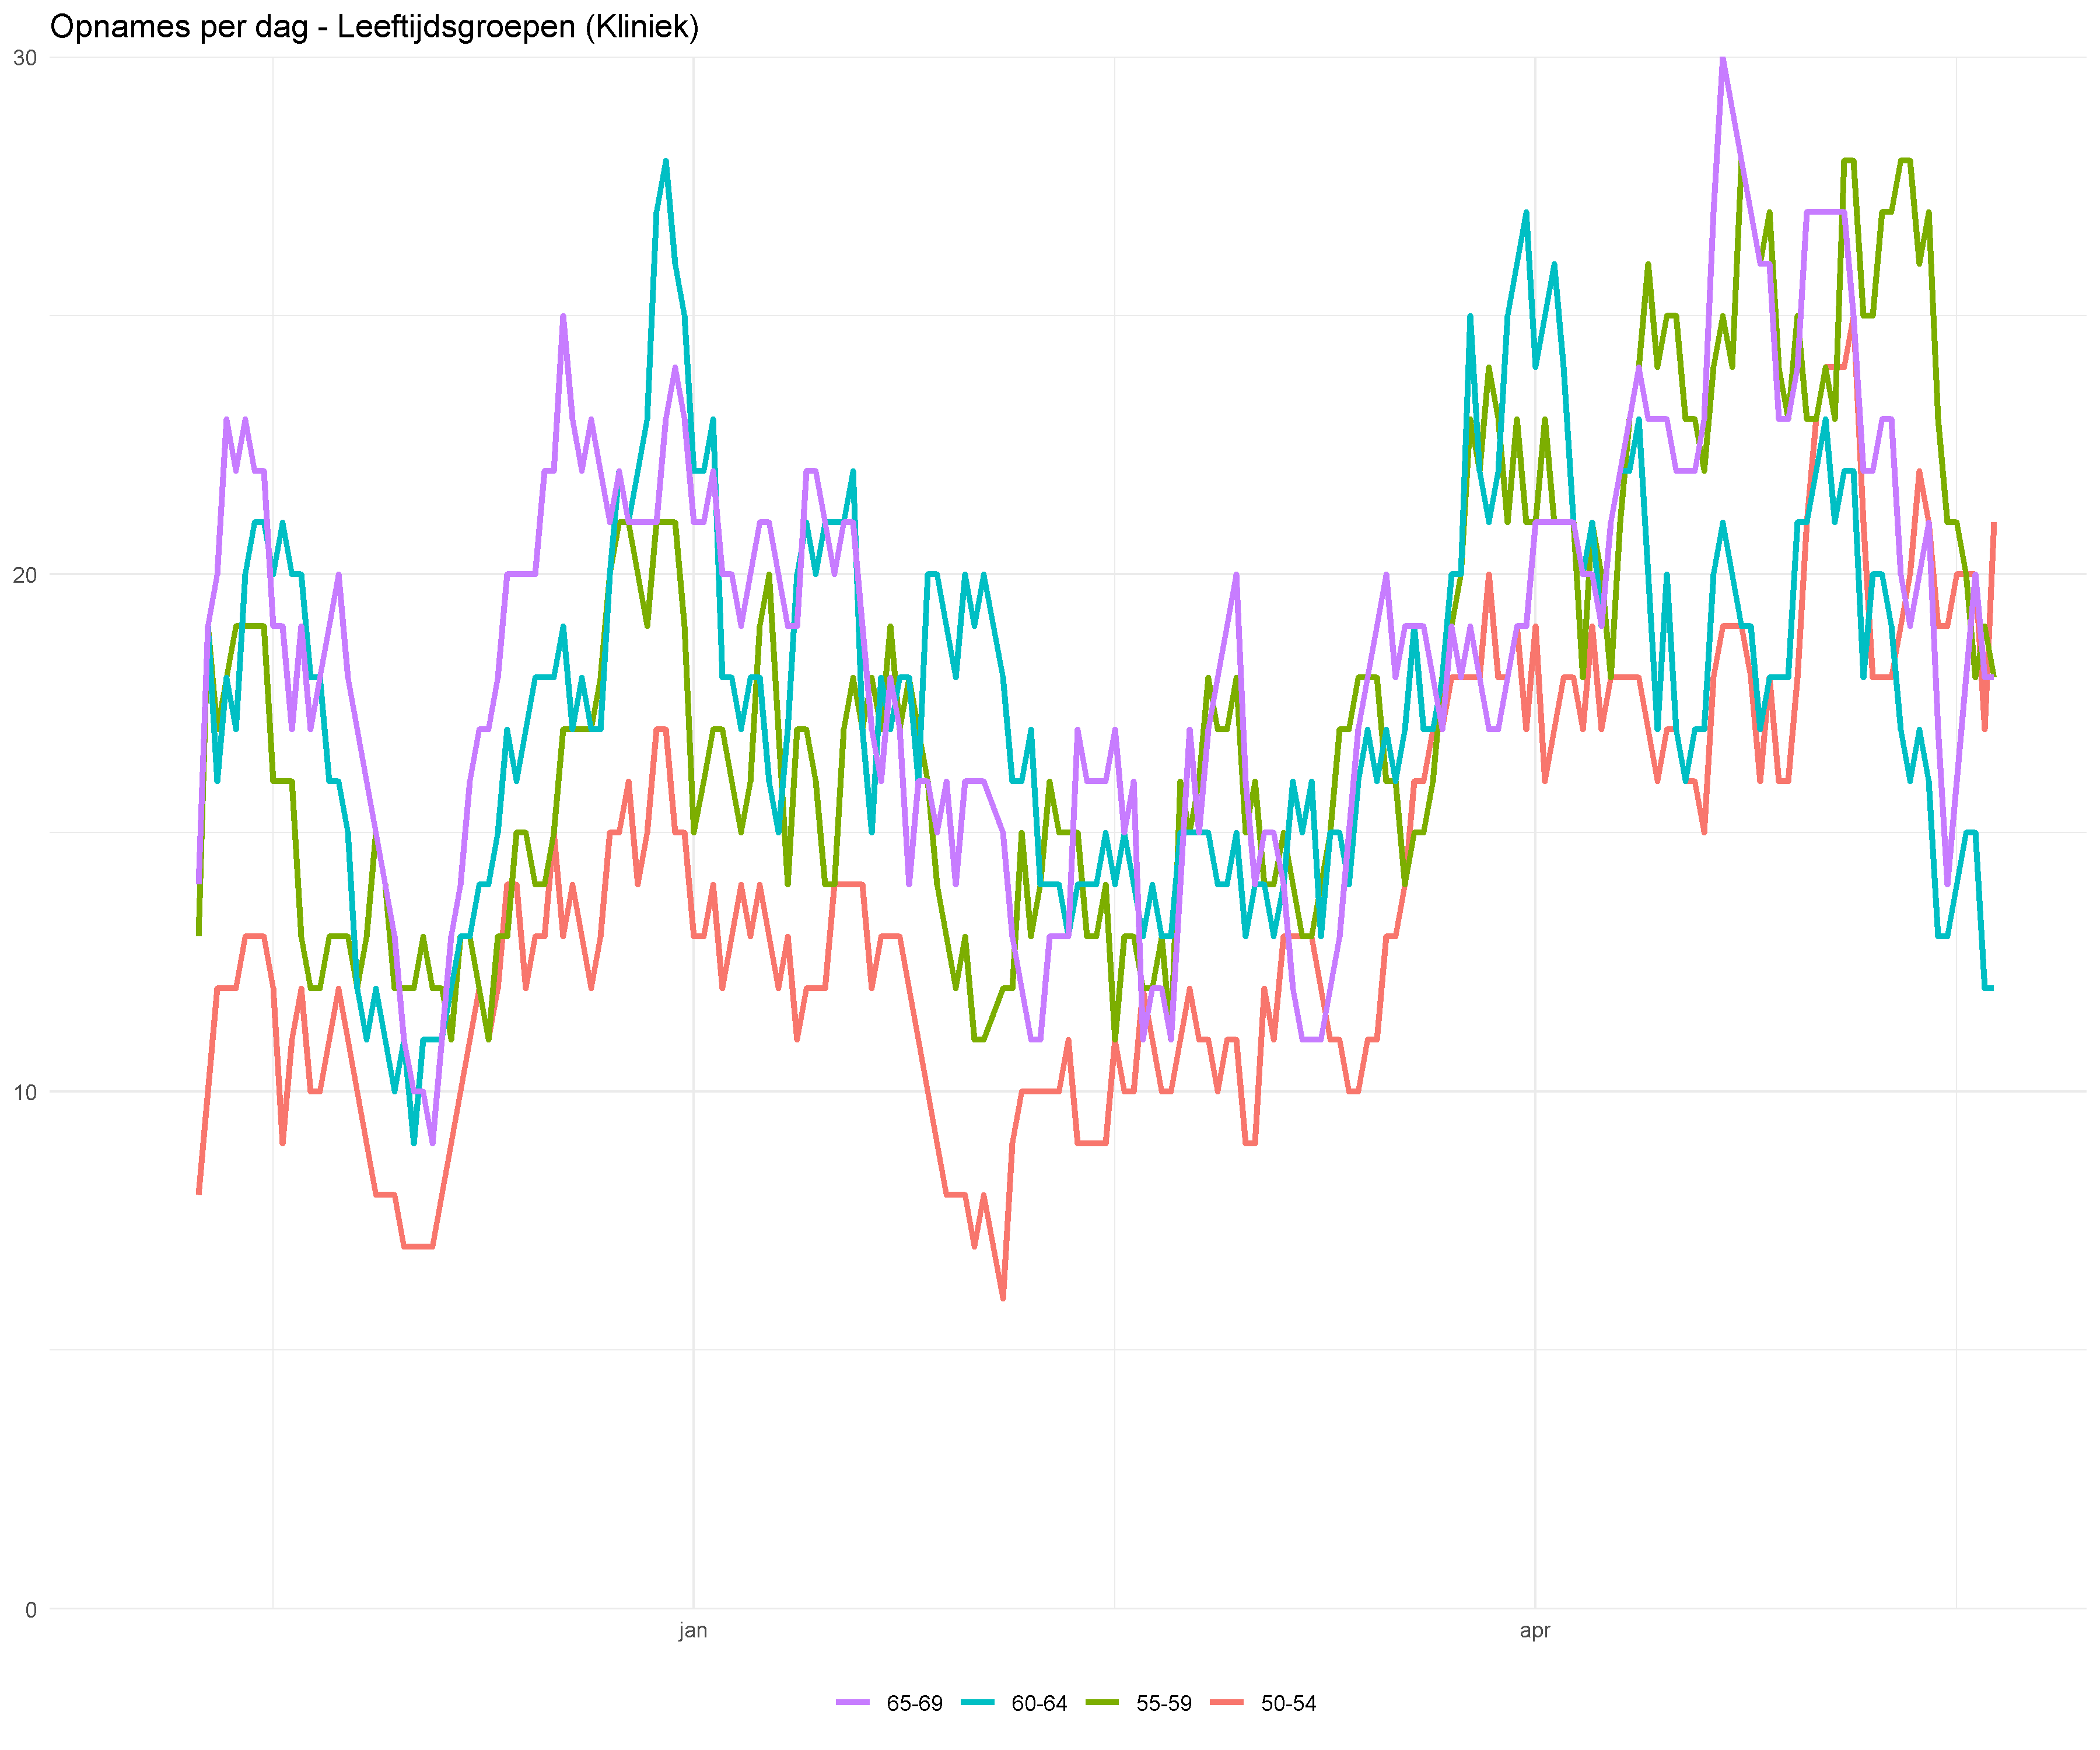 Opnames per dag - Leeftijdsgroepen (Kliniek)
30
20
10
0
jan apr
65-69 60-64 55-59 50-54